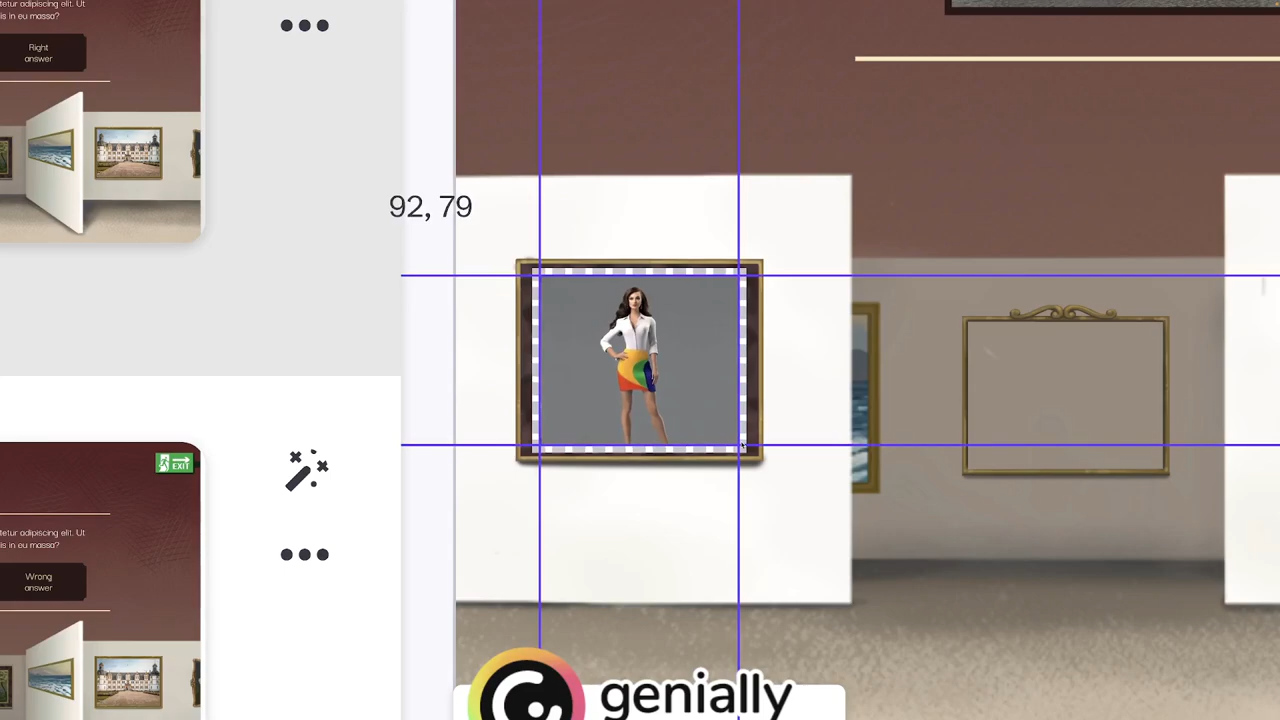 adipiscing elit. Ut
is in eu massa?
Right
answer
92, 79
EXIT
tetur adipiscing elit. Ut
is in eu massa?
Wrong
answer
genially